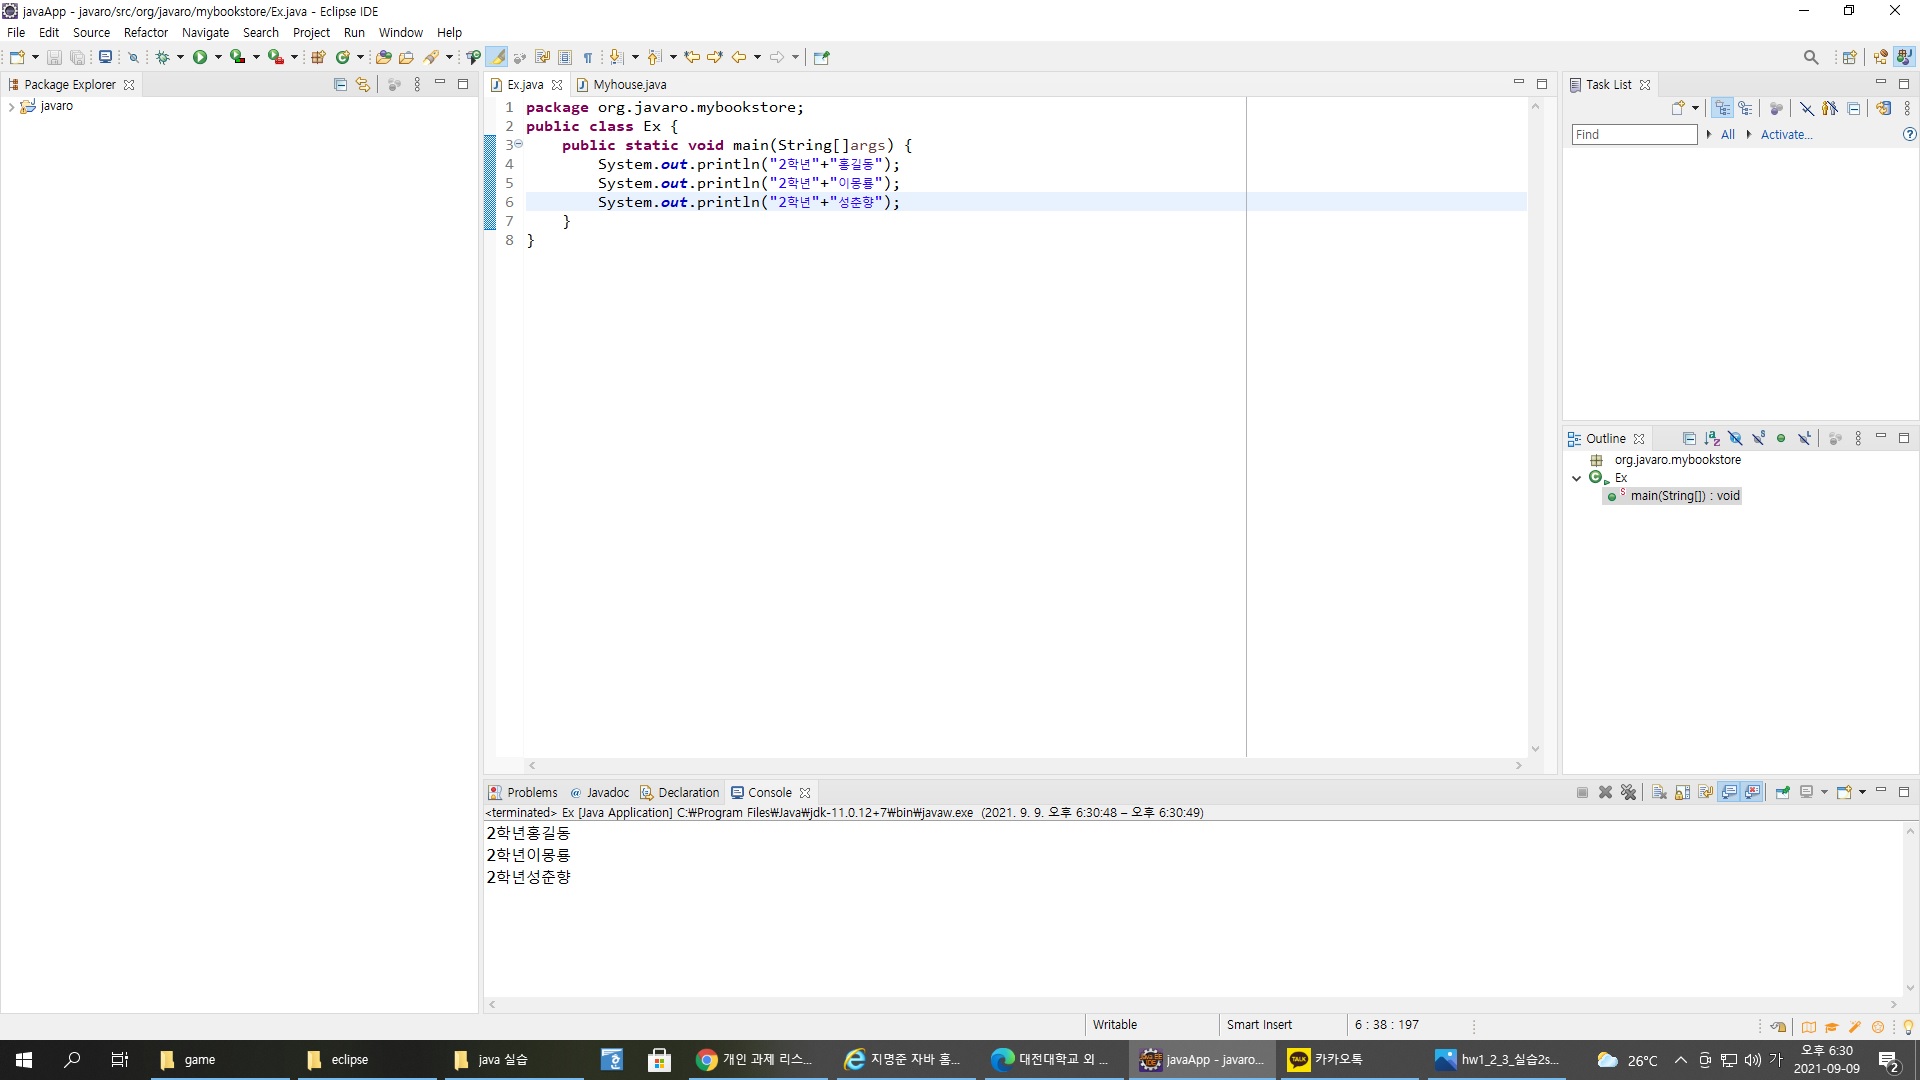 javaApp - javaro/src/org/javaro/mybookstore/Ex.java - Eclipse IDE
File Edit Source Refactor Navigate Search Project Run Window Help
Package Explorer
javaro
Ex.java Myhouse.java
1 package org.javaro.mybookstore;
2 public class Ex {
3 public static void main(String[]args) {
4 System.out.println("2학년"+"홍길동");
5 System.out.println("2학년"+"이몽룡");
6 System.out.println("2학년"+"성춘향");
7 }
8 }
Task List
Find All Activate...
Outline
org.javaro.mybookstore
Ex
main(String[]) : void
Problems Javadoc Declaration Console
<terminated> Ex [Java Application] C:₩Program Files₩Java₩jdk-11.0.12+7₩bin₩javaw.exe (2021. 9. 9. 오후 6:30:48 – 오후 6:30:49)
2학년홍길동
2학년이몽룡
2학년성춘향
Writable Smart Insert 6 : 38 : 197
game eclipse java 실습 개인 과제 리스... 지명준 자바 홈... 대전대학교 외 ... javaApp - javaro... TALK 카카오톡 hw1_2_3_실습2s... 26°C 가 오후 6:30
2021-09-09 2